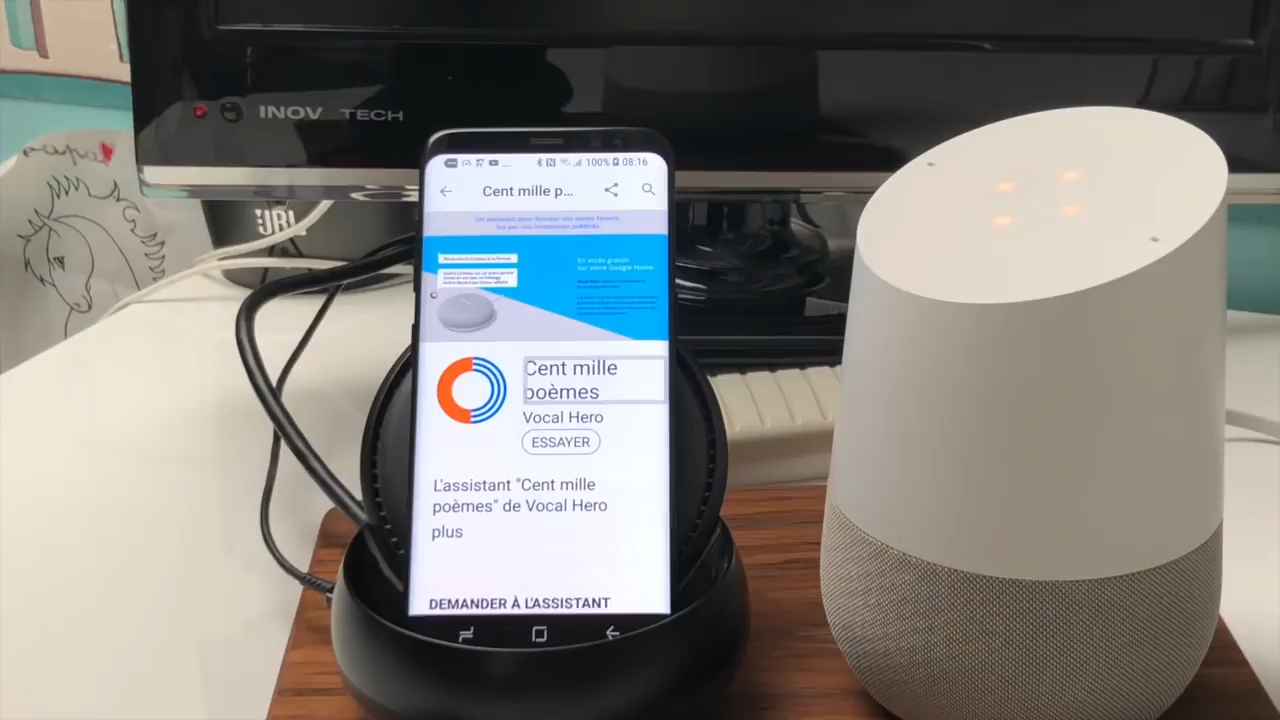 INOV TECH
papa
JBL
100% 08:16
Cent mille p...
En accès gratuit
sur votre Google Home
Cent mille
poèmes
Vocal Hero
ESSAYER
L'assistant "Cent mille
poèmes" de Vocal Hero
plus
DEMANDER À L'ASSISTANT